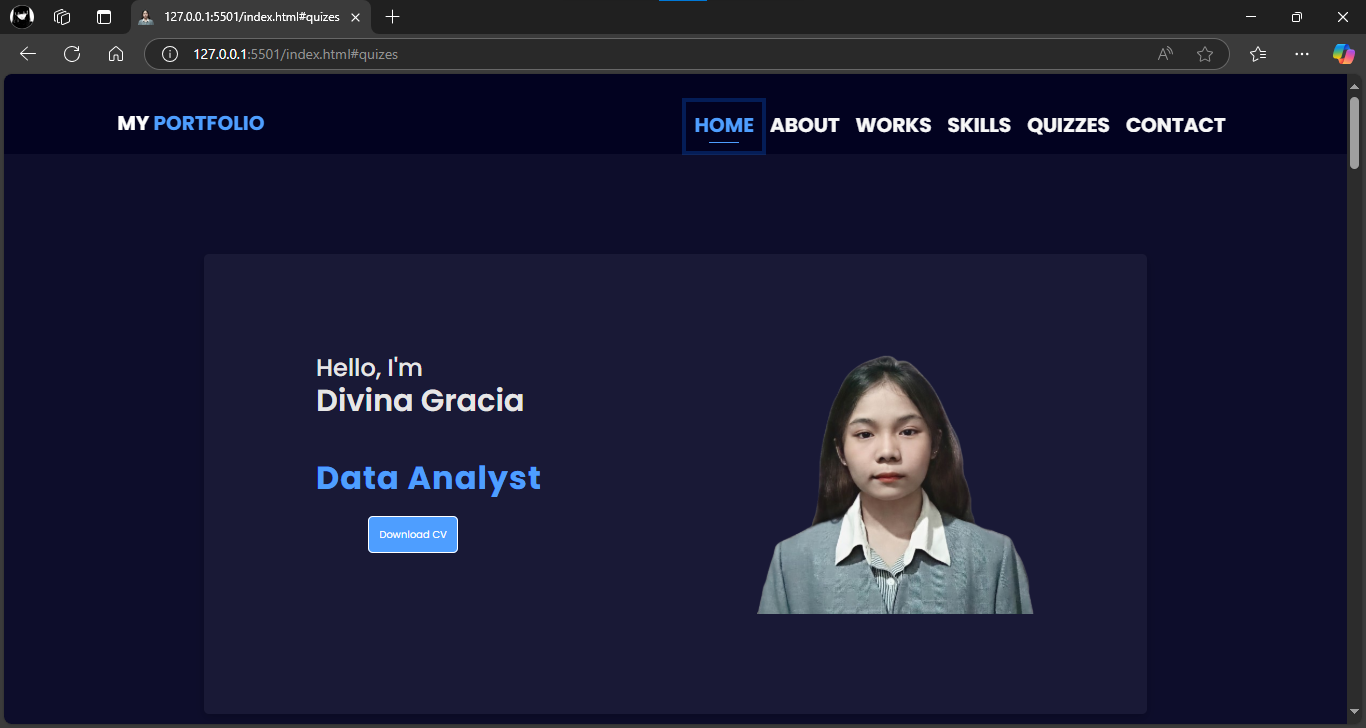 127.0.0.1:5501/index.html#quizes
127.0.0.1:5501/index.html#quizes
MY PORTFOLIO
HOME ABOUT WORKS SKILLS QUIZZES CONTACT
Hello, I'm
Divina Gracia
Data Analyst
Download CV